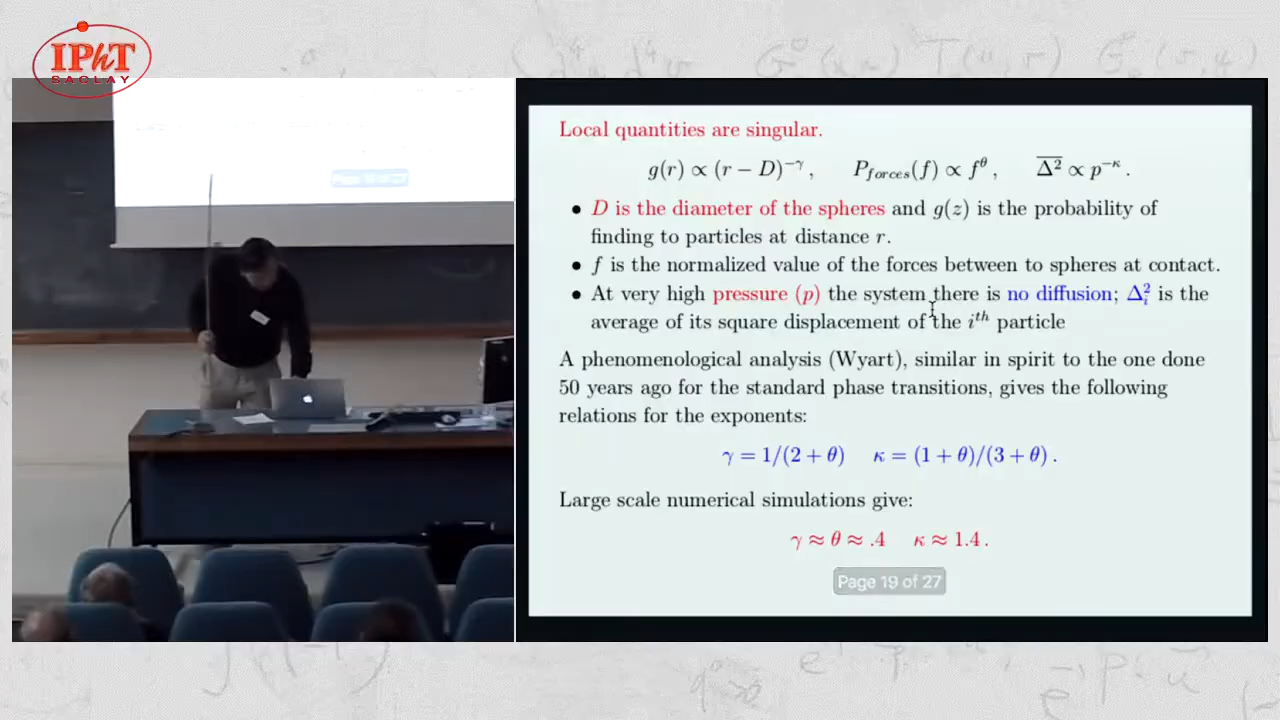 IPhT
SACLAY
Page 19 of 27
Local quantities are singular.
g(r) ∝ (r − D)^{−γ} , P_{forces}(f) ∝ f^θ , \overline{Δ^2} ∝ p^{−κ} .
• D is the diameter of the spheres and g(z) is the probability of
finding to particles at distance r.
• f is the normalized value of the forces between to spheres at contact.
• At very high pressure (p) the system there is no diffusion; Δ_i^2 is the
average of its square displacement of the i^{th} particle
A phenomenological analysis (Wyart), similar in spirit to the one done
50 years ago for the standard phase transitions, gives the following
relations for the exponents:
γ = 1/(2 + θ) κ = (1 + θ)/(3 + θ) .
Large scale numerical simulations give:
γ ≈ θ ≈ .4 κ ≈ 1.4 .
Page 19 of 27